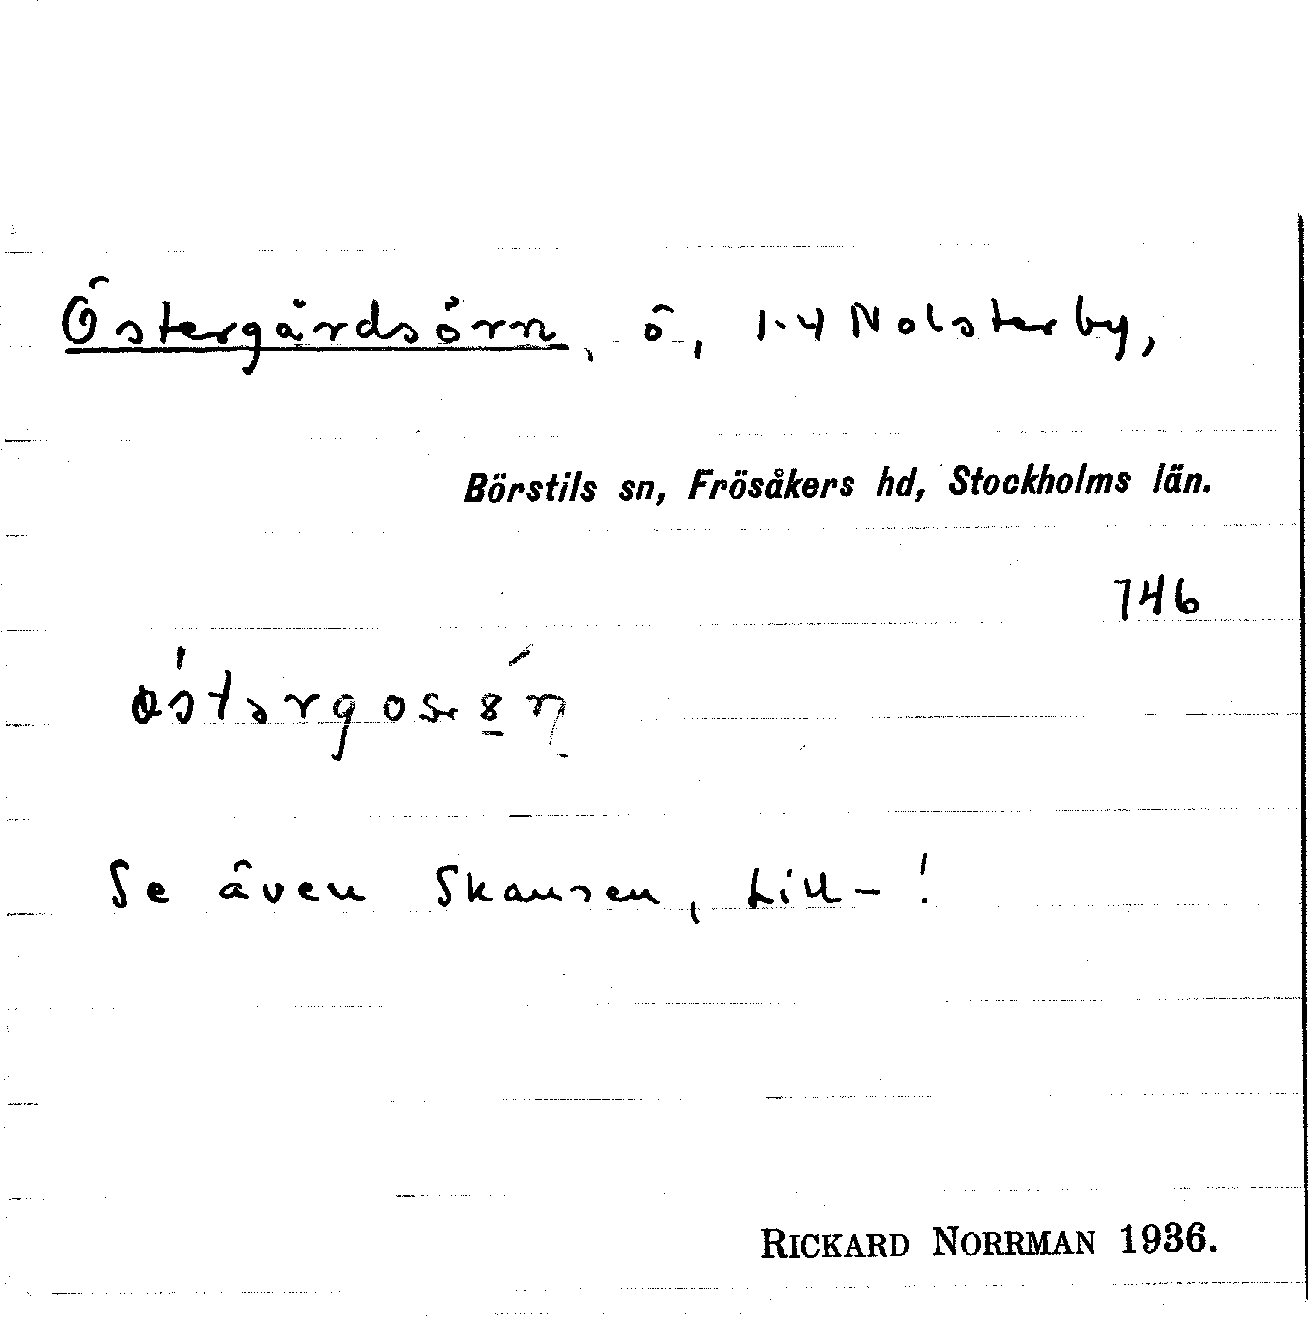 Östergårdsörn, ö, 1-4 Nolsterby,
Börstils sn, Frösåkers hd, Stockholms län.
746
Se även Skansen, Lill- !
RICKARD NORRMAN 1936.